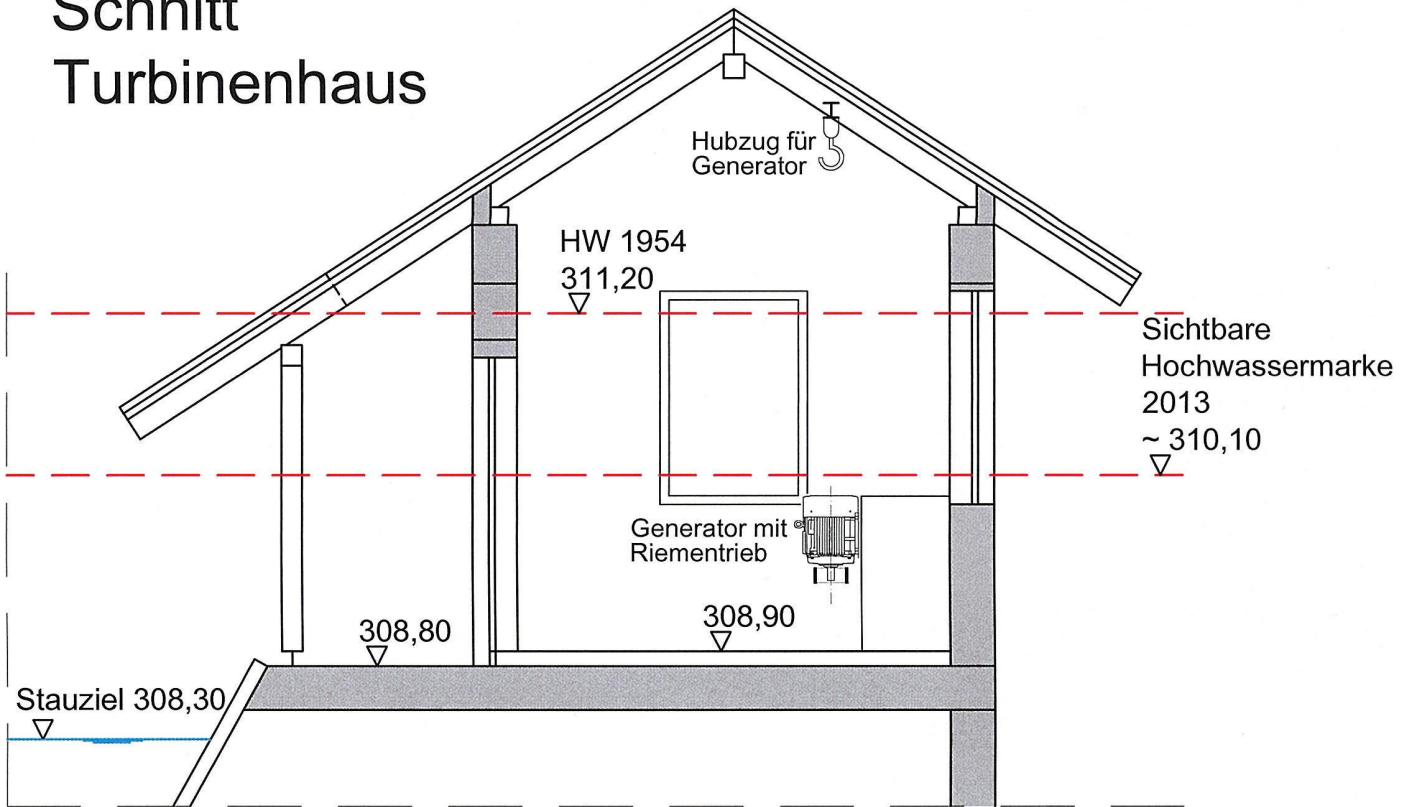 Schnitt
Turbinenhaus
Hubzug für
Generator
HW 1954
311,20
Sichtbare
Hochwassermarke
2013
~ 310,10
Generator mit
Riementrieb
308,80
308,90
Stauziel 308,30